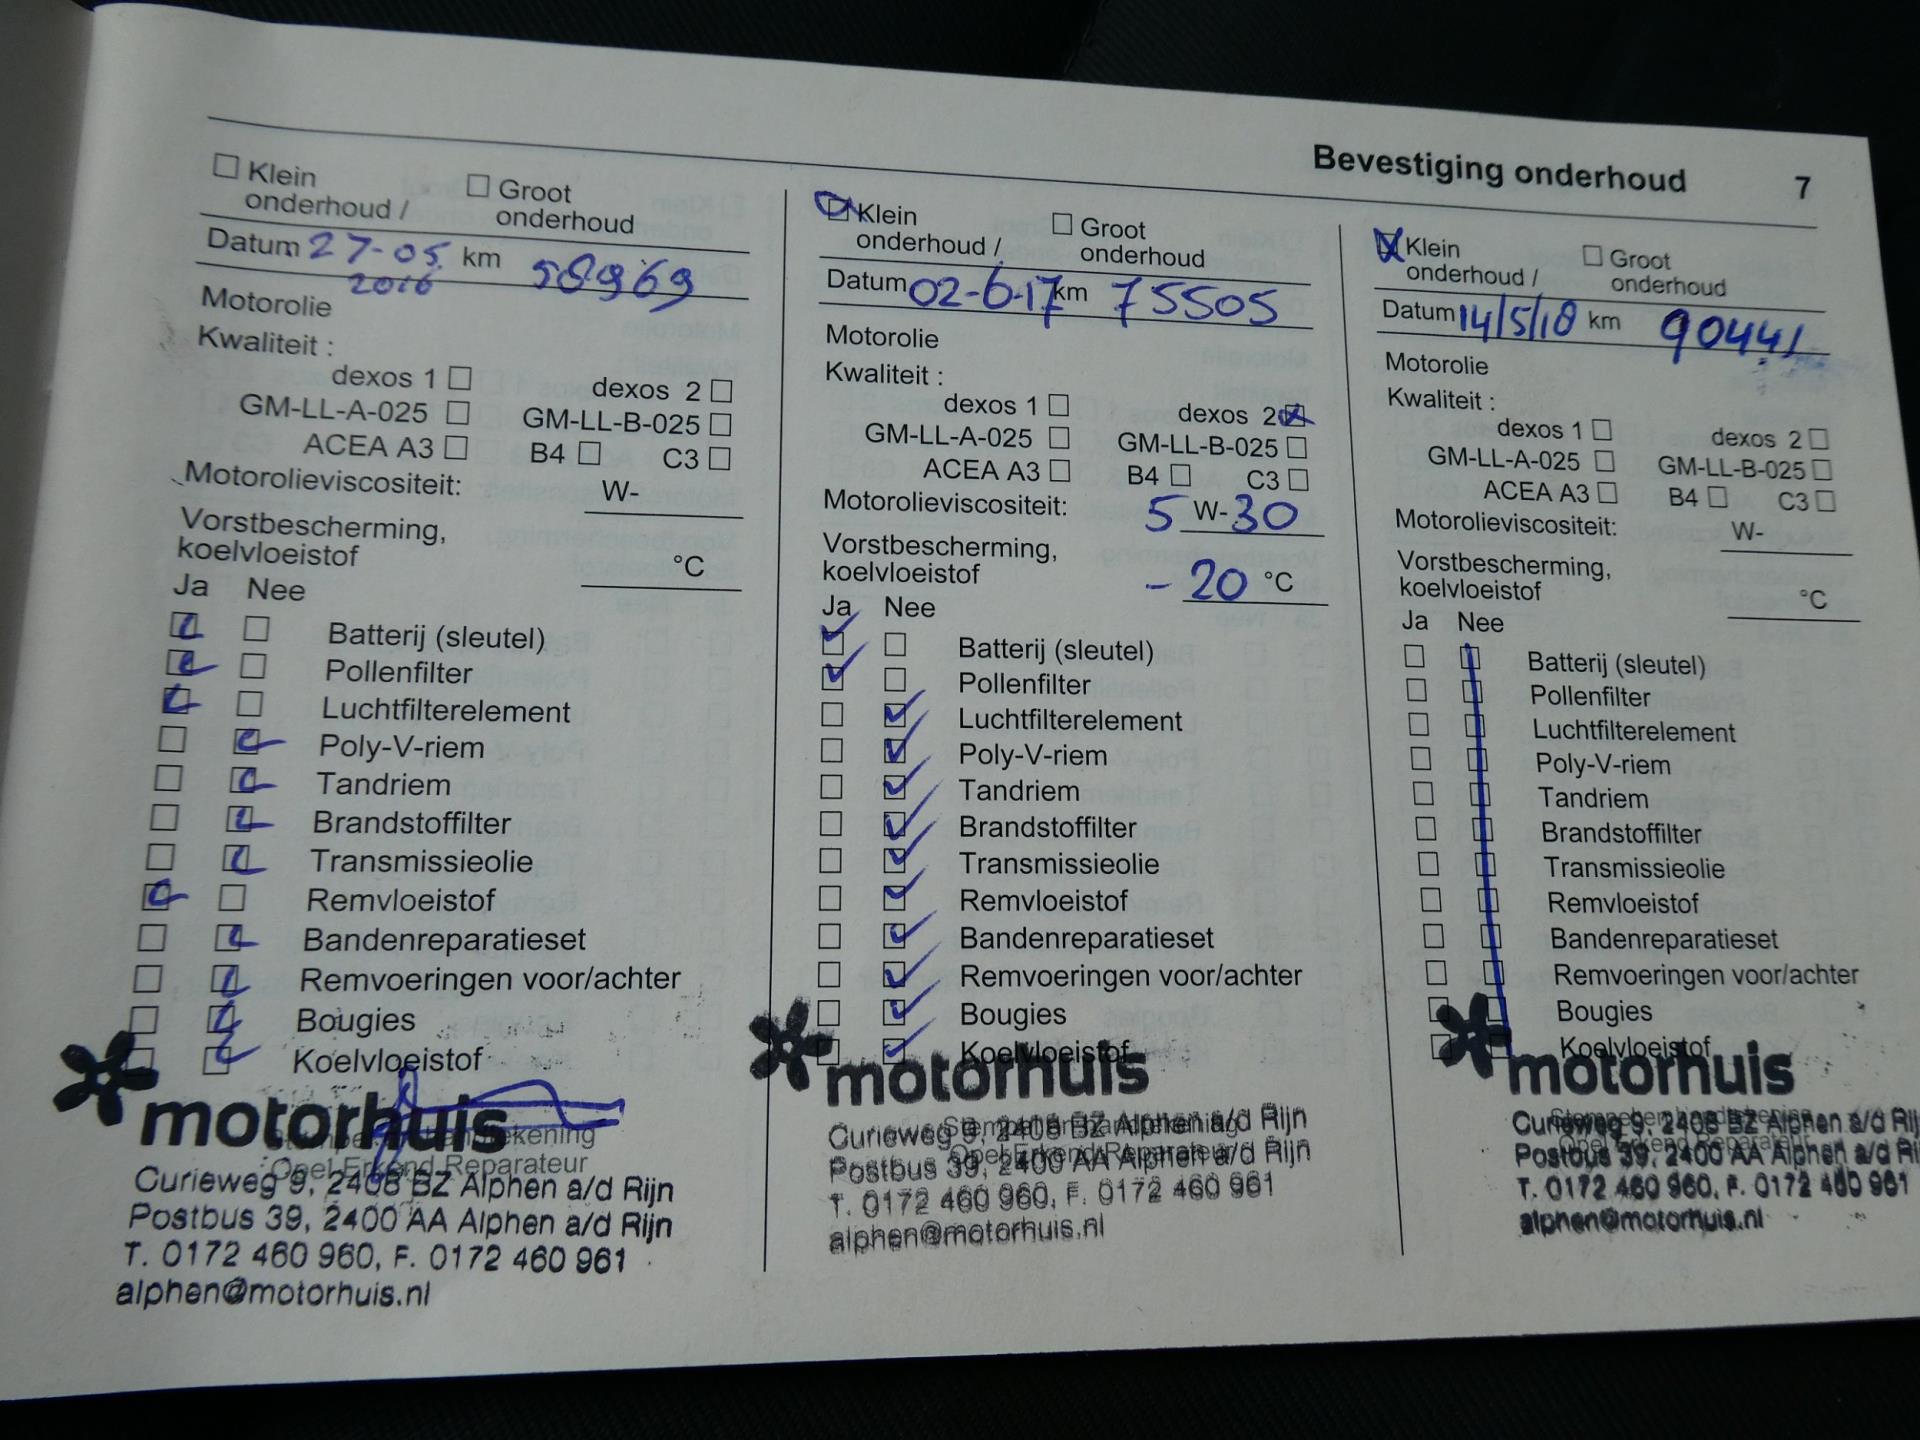 Bevestiging onderhoud 7
☐ Klein onderhoud / ☐ Groot onderhoud
Datum 27-05 2016 km 58969
Motorolie
Kwaliteit :
dexos 1 ☐ dexos 2 ☐
GM-LL-A-025 ☐ GM-LL-B-025 ☐
ACEA A3 ☐ B4 ☐ C3 ☐
Motorolieviscositeit: W-
Vorstbescherming,
koelvloeistof °C
Ja Nee
Batterij (sleutel)
Pollenfilter
Luchtfilterelement
Poly-V-riem
Tandriem
Brandstoffilter
Transmissieolie
Remvloeistof
Bandenreparatieset
Remvoeringen voor/achter
Bougies
Koelvloeistof
motorhuis
Opel Erkend Reparateur
Curieweg 9, 2408 BZ Alphen a/d Rijn
Postbus 39, 2400 AA Alphen a/d Rijn
T. 0172 460 960, F. 0172 460 961
alphen@motorhuis.nl
☒ Klein onderhoud / ☐ Groot onderhoud
Datum 02-6-17 km 75505
Motorolie
Kwaliteit :
dexos 1 ☐ dexos 2 ☒
GM-LL-A-025 ☐ GM-LL-B-025 ☐
ACEA A3 ☐ B4 ☐ C3 ☐
Motorolieviscositeit: 5 W-30
Vorstbescherming,
koelvloeistof -20 °C
Ja Nee
Batterij (sleutel)
Pollenfilter
Luchtfilterelement
Poly-V-riem
Tandriem
Brandstoffilter
Transmissieolie
Remvloeistof
Bandenreparatieset
Remvoeringen voor/achter
Bougies
Koelvloeistof
motorhuis
Curieweg 9, 2408 BZ Alphen a/d Rijn
Postbus 39, 2400 AA Alphen a/d Rijn
T. 0172 460 960, F. 0172 460 961
alphen@motorhuis.nl
☒ Klein onderhoud / ☐ Groot onderhoud
Datum 14/5/18 km 90441
Motorolie
Kwaliteit :
dexos 1 ☐ dexos 2 ☐
GM-LL-A-025 ☐ GM-LL-B-025 ☐
ACEA A3 ☐ B4 ☐ C3 ☐
Motorolieviscositeit: W-
Vorstbescherming,
koelvloeistof °C
Ja Nee
Batterij (sleutel)
Pollenfilter
Luchtfilterelement
Poly-V-riem
Tandriem
Brandstoffilter
Transmissieolie
Remvloeistof
Bandenreparatieset
Remvoeringen voor/achter
Bougies
Koelvloeistof
motorhuis
Curieweg 9, 2408 BZ Alphen a/d
Postbus 39, 2400 AA Alphen a/d
T. 0172 460 960, F. 0172 460 961
alphen@motorhuis.nl